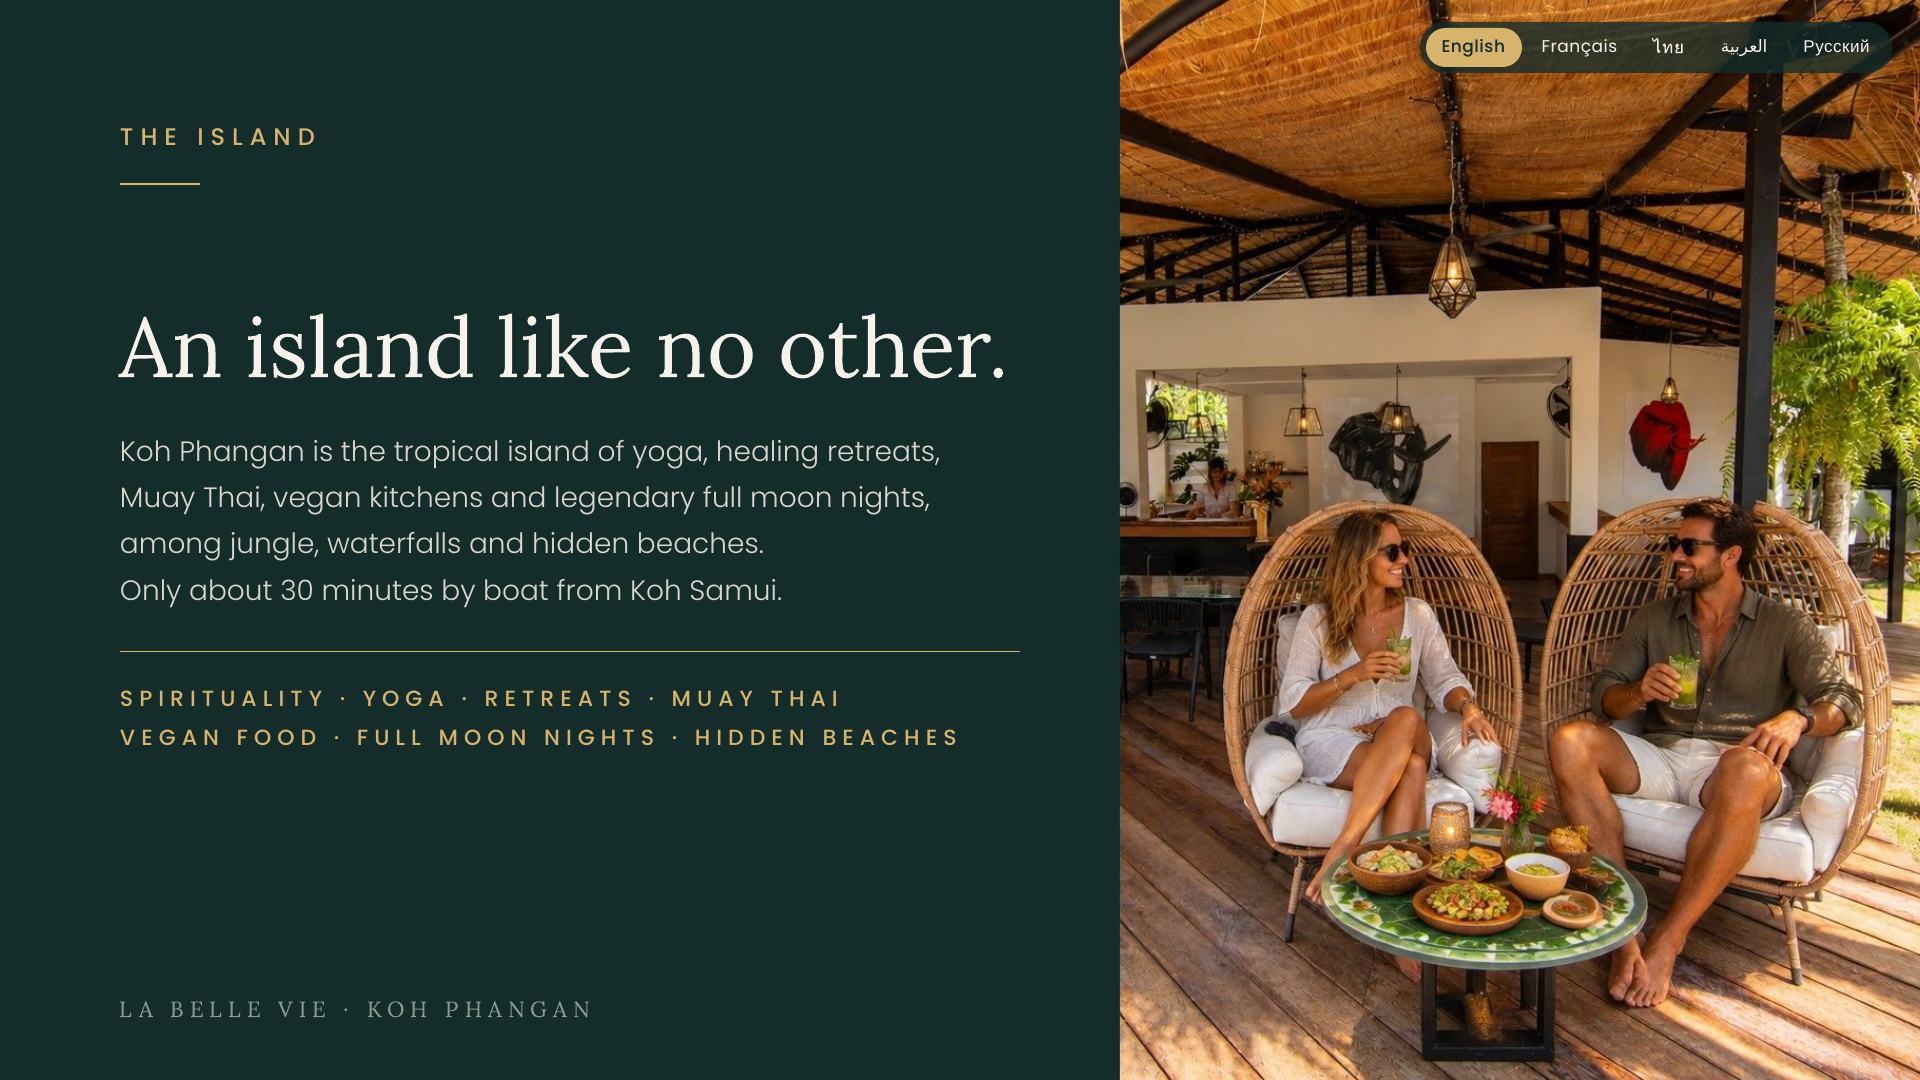 English Français ไทย العربية Русский
THE ISLAND
An island like no other.
Koh Phangan is the tropical island of yoga, healing retreats,
Muay Thai, vegan kitchens and legendary full moon nights,
among jungle, waterfalls and hidden beaches.
Only about 30 minutes by boat from Koh Samui.
SPIRITUALITY · YOGA · RETREATS · MUAY THAI
VEGAN FOOD · FULL MOON NIGHTS · HIDDEN BEACHES
LA BELLE VIE · KOH PHANGAN